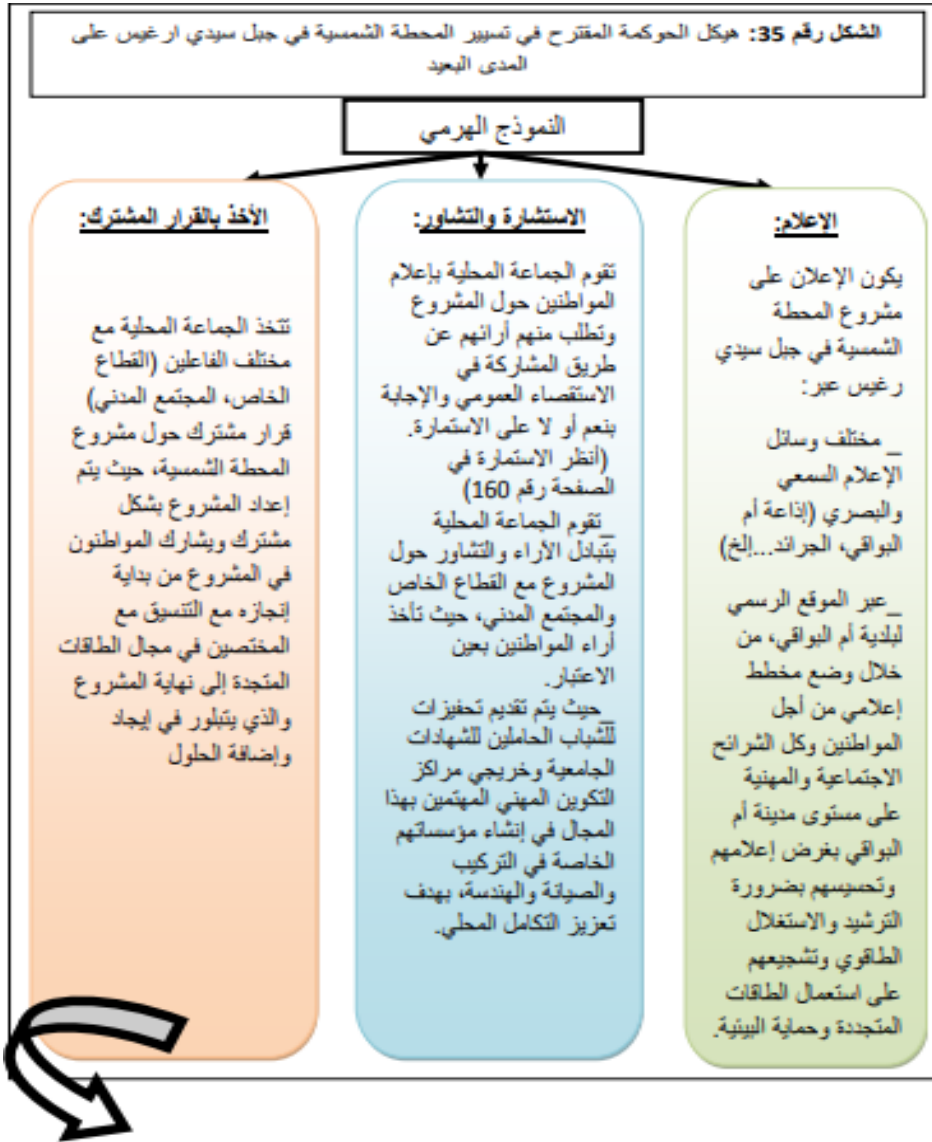 الشكل رقم 35: هيكل الحوكمة المقترح في تسيير المحطة الشمسية في جبل سيدي ارغيس على
المدى البعيد
النموذج الهرمي
الإعلام:
يكون الإعلان على
مشروع المحطة
الشمسية في جبل سيدي
رغيس عبر:
_ مختلف وسائل
الإعلام السمعي
والبصري (إذاعة أم
البواقي، الجرائد...إلخ)
_عبر الموقع الرسمي
لبلدية أم البواقي، من
خلال وضع مخطط
إعلامي من أجل
المواطنين وكل الشرائح
الاجتماعية والمهنية
على مستوى مدينة أم
البواقي بغرض إعلامهم
وتحسيسهم بضرورة
الترشيد والاستغلال
الطاقوي وتشجيعهم
على استعمال الطاقات
المتجددة وحماية البيئية.
الاستشارة والتشاور:
تقوم الجماعة المحلية بإعلام
المواطنين حول المشروع
وتطلب منهم أرائهم عن
طريق المشاركة في
الاستقصاء العمومي والإجابة
بنعم أو لا على الاستمارة.
(أنظر الاستمارة في
الصفحة رقم 160)
_ تقوم الجماعة المحلية
بتبادل الأراء والتشاور حول
المشروع مع القطاع الخاص
والمجتمع المدني، حيث تأخذ
أراء المواطنين بعين
الاعتبار.
_ حيث يتم تقديم تحفيزات
للشباب الحاملين للشهادات
الجامعية وخريجي مراكز
التكوين المهني المهتمين بهذا
المجال في إنشاء مؤسساتهم
الخاصة في التركيب
والصيانة والهندسة، بهدف
تعزيز التكامل المحلي.
الأخذ بالقرار المشترك:
تتخذ الجماعة المحلية مع
مختلف الفاعلين (القطاع
الخاص، المجتمع المدني)
قرار مشترك حول مشروع
المحطة الشمسية، حيث يتم
إعداد المشروع بشكل
مشترك ويشارك المواطنون
في المشروع من بداية
إنجازه مع التنسيق مع
المختصين في مجال الطاقات
المتجدة إلى نهاية المشروع
والذي يتبلور في إيجاد
وإضافة الحلول